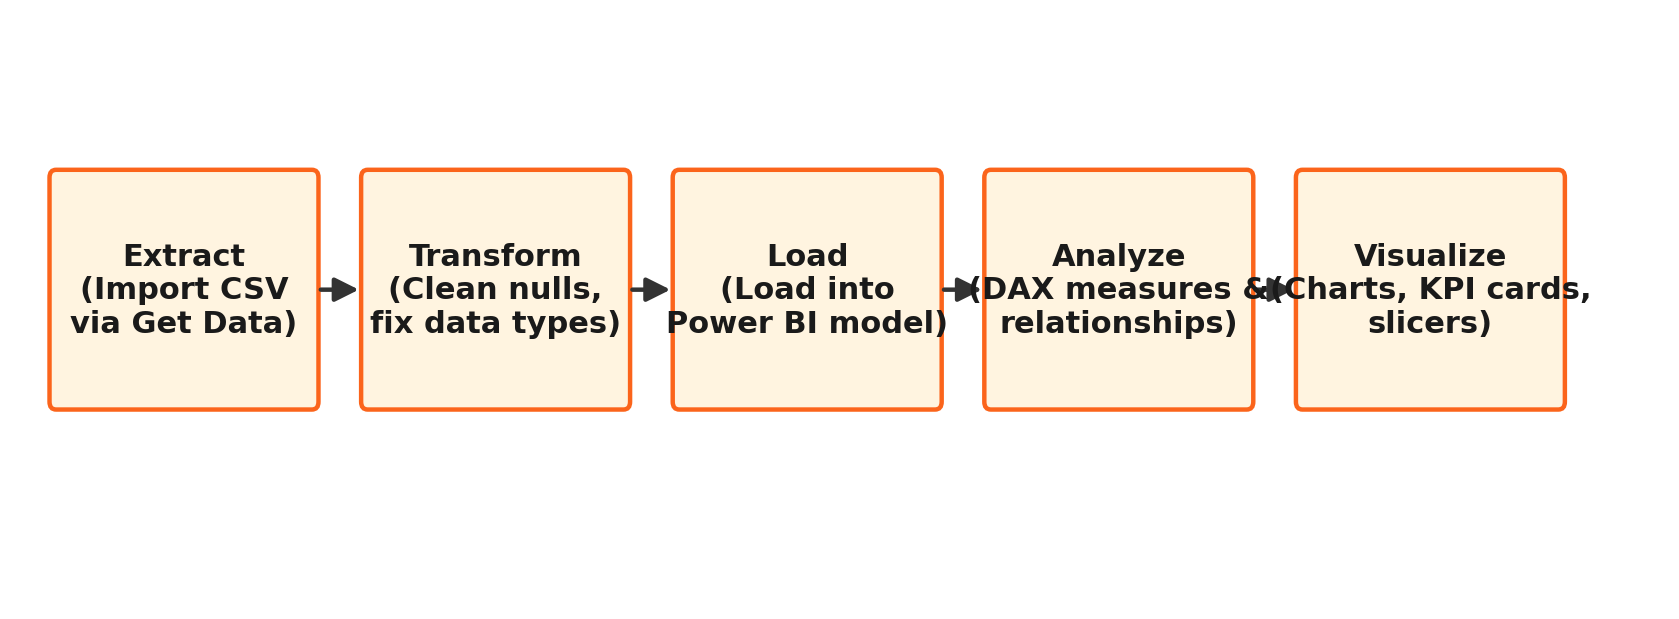 Extract
(Import CSV
via Get Data)
Transform
(Clean nulls,
fix data types)
Load
(Load into
Power BI model)
Analyze
(DAX measures &
relationships)
Visualize
(Charts, KPI cards,
slicers)